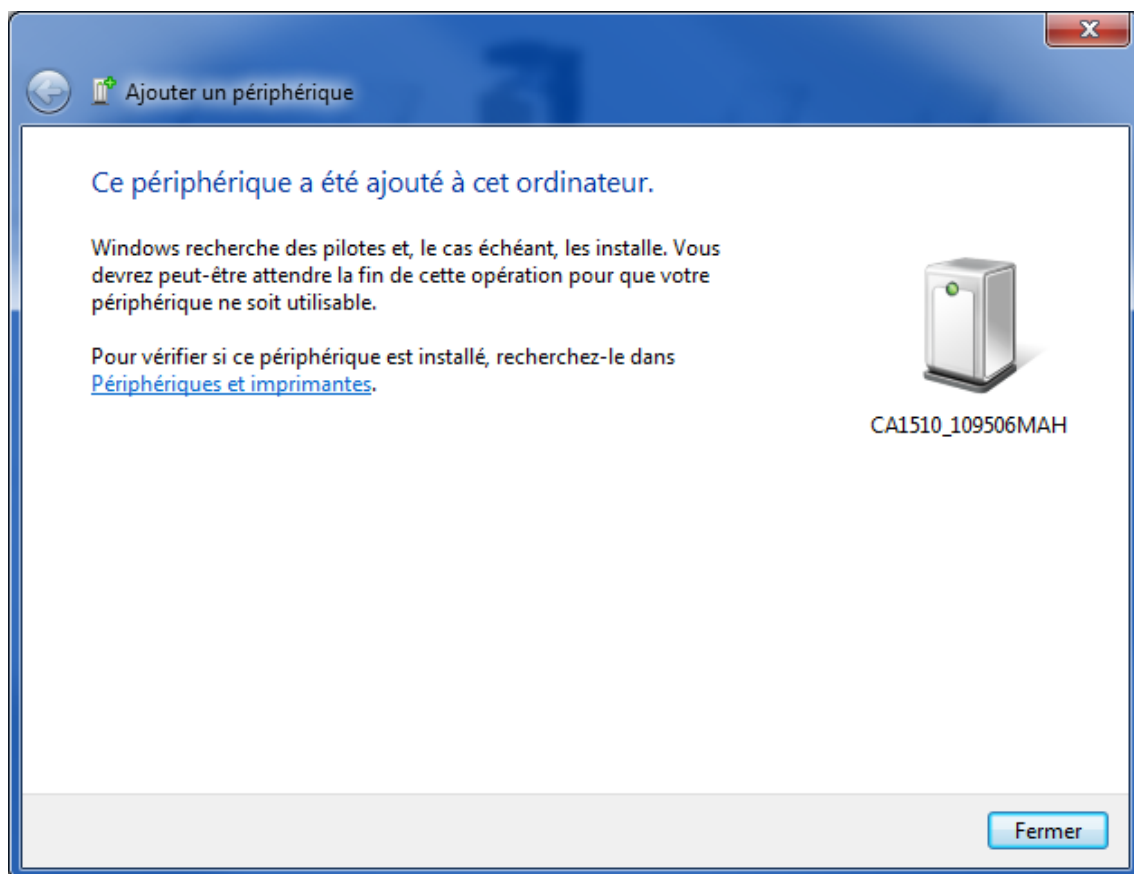 Ajouter un périphérique
Ce périphérique a été ajouté à cet ordinateur.
Windows recherche des pilotes et, le cas échéant, les installe. Vous
devrez peut-être attendre la fin de cette opération pour que votre
périphérique ne soit utilisable.
Pour vérifier si ce périphérique est installé, recherchez-le dans
Périphériques et imprimantes.
CA1510_109506MAH
Fermer